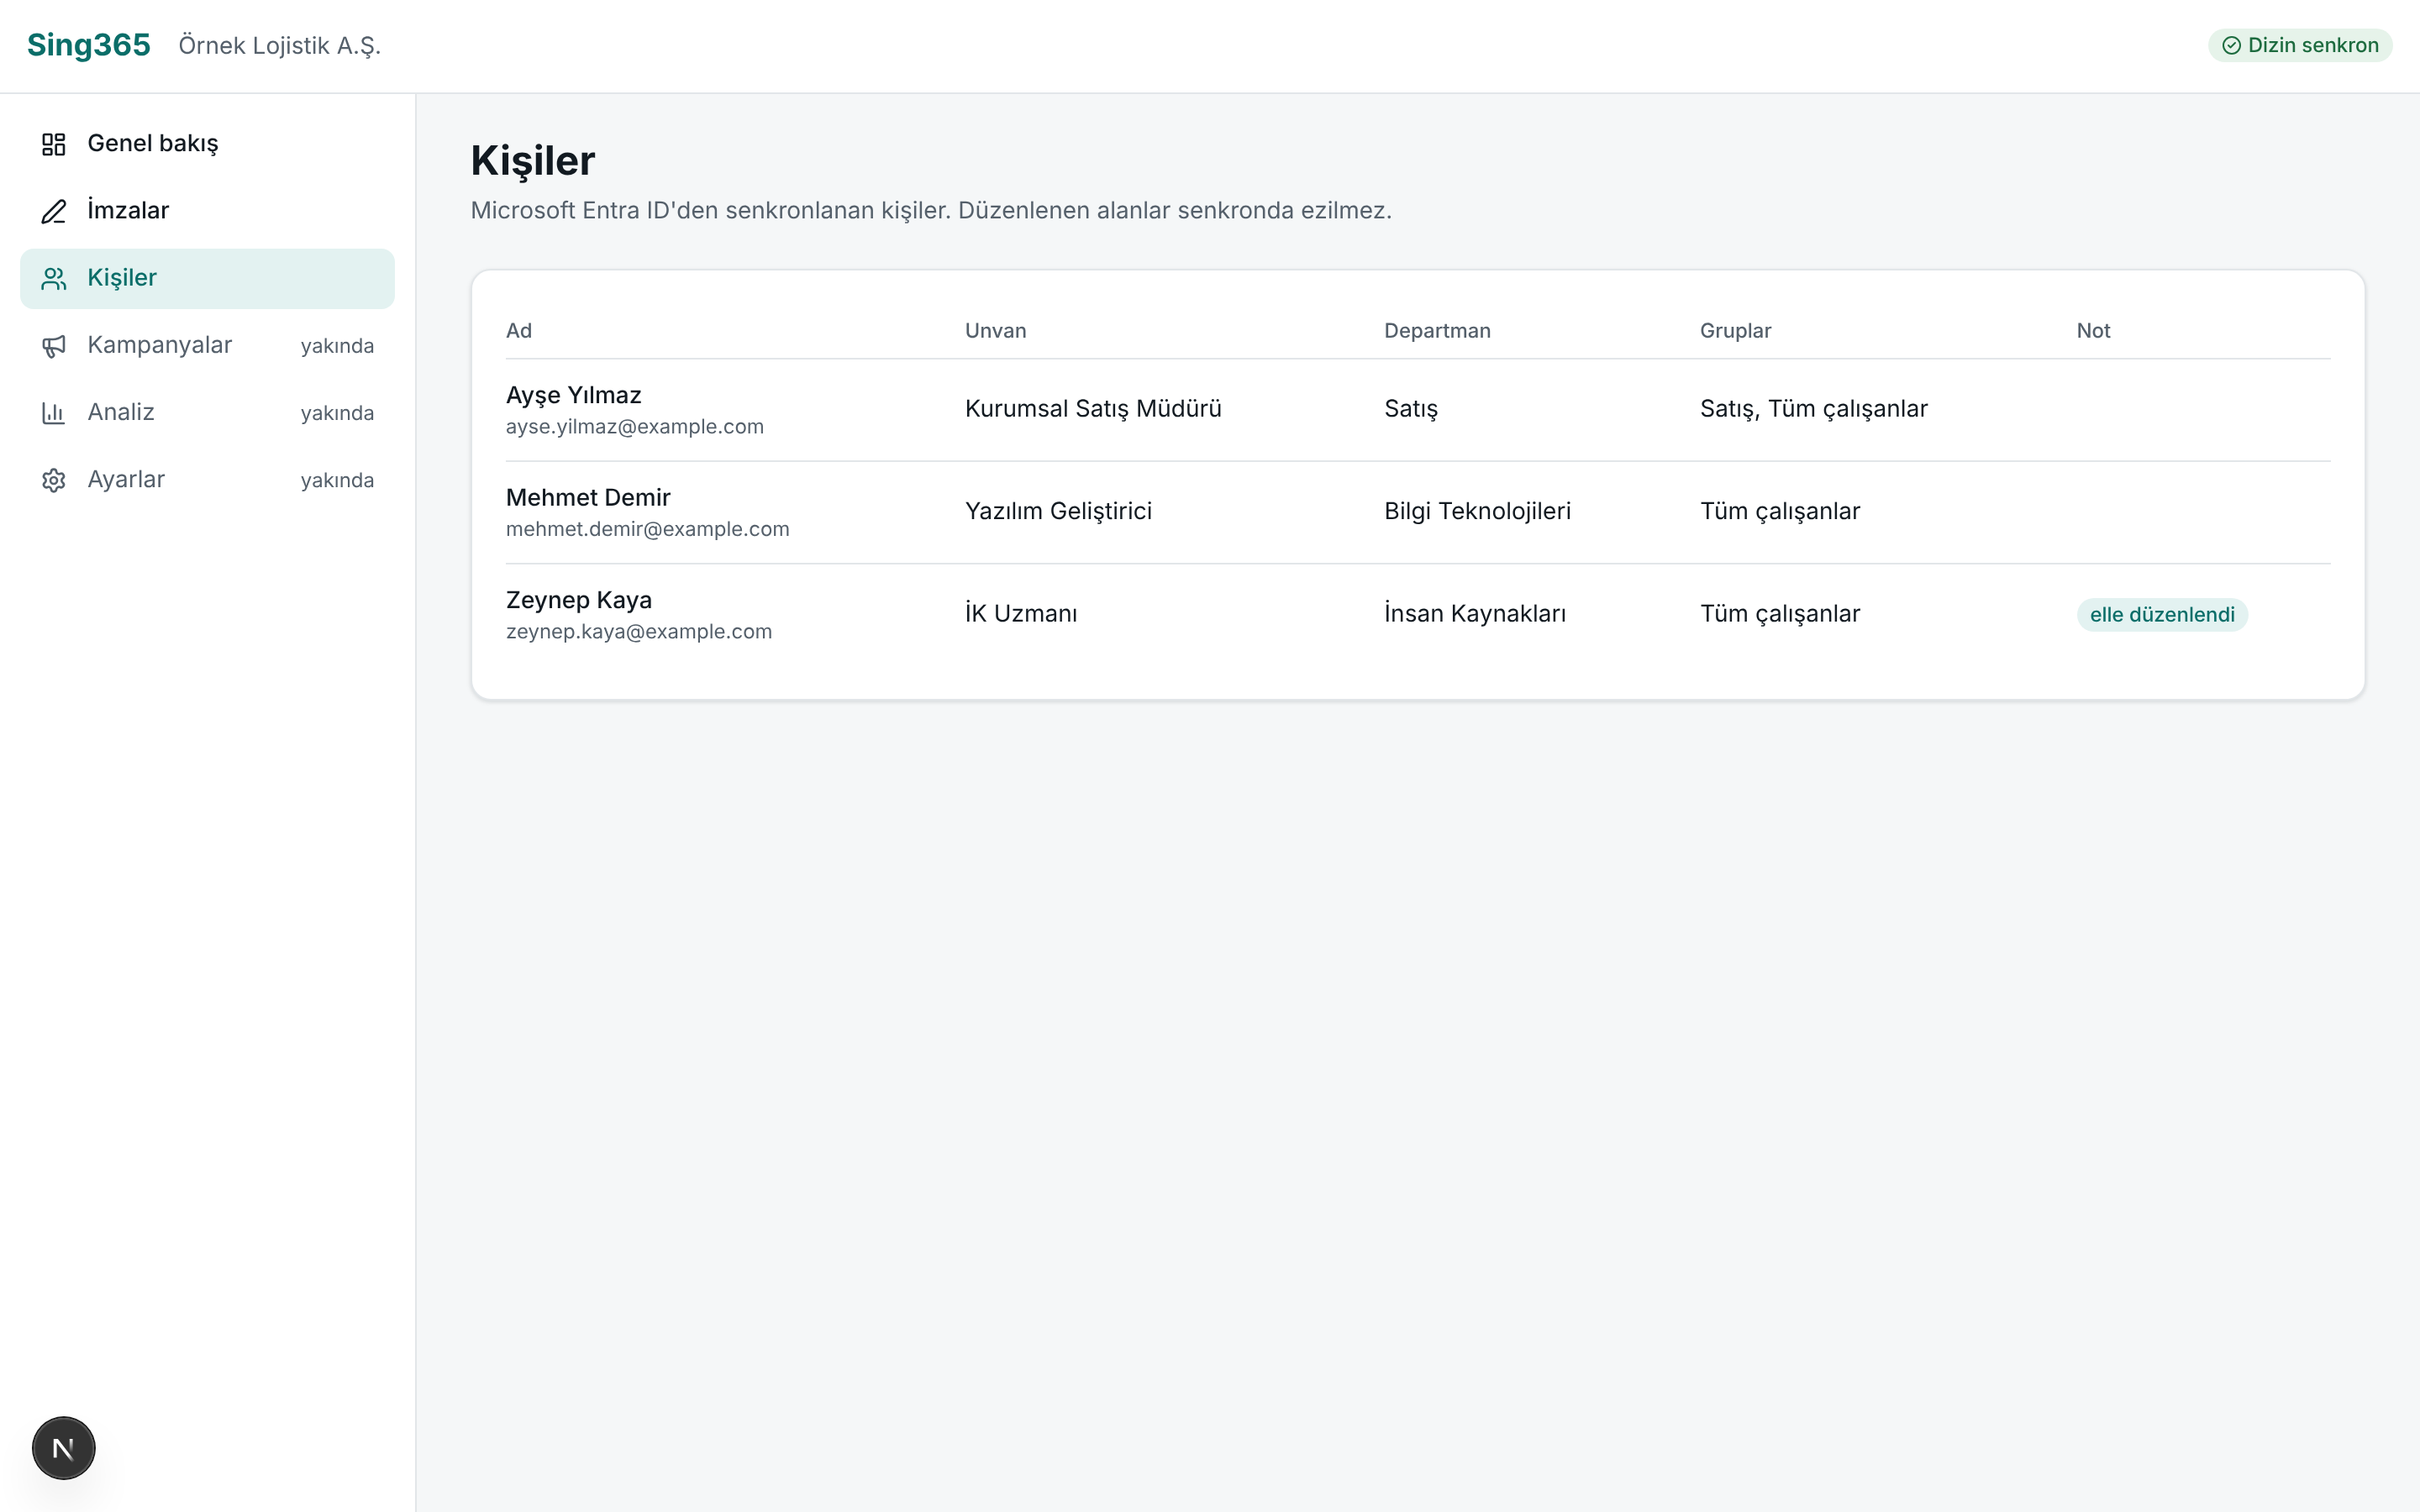 Sing365 Örnek Lojistik A.Ş. Dizin senkron
Genel bakış
İmzalar
Kişiler
Kampanyalar yakında
Analiz yakında
Ayarlar yakında
Kişiler
Microsoft Entra ID'den senkronlanan kişiler. Düzenlenen alanlar senkronda ezilmez.
Ad Unvan Departman Gruplar Not
Ayşe Yılmaz
ayse.yilmaz@example.com
Kurumsal Satış Müdürü Satış Satış, Tüm çalışanlar
Mehmet Demir
mehmet.demir@example.com
Yazılım Geliştirici Bilgi Teknolojileri Tüm çalışanlar
Zeynep Kaya
zeynep.kaya@example.com
İK Uzmanı İnsan Kaynakları Tüm çalışanlar elle düzenlendi
N